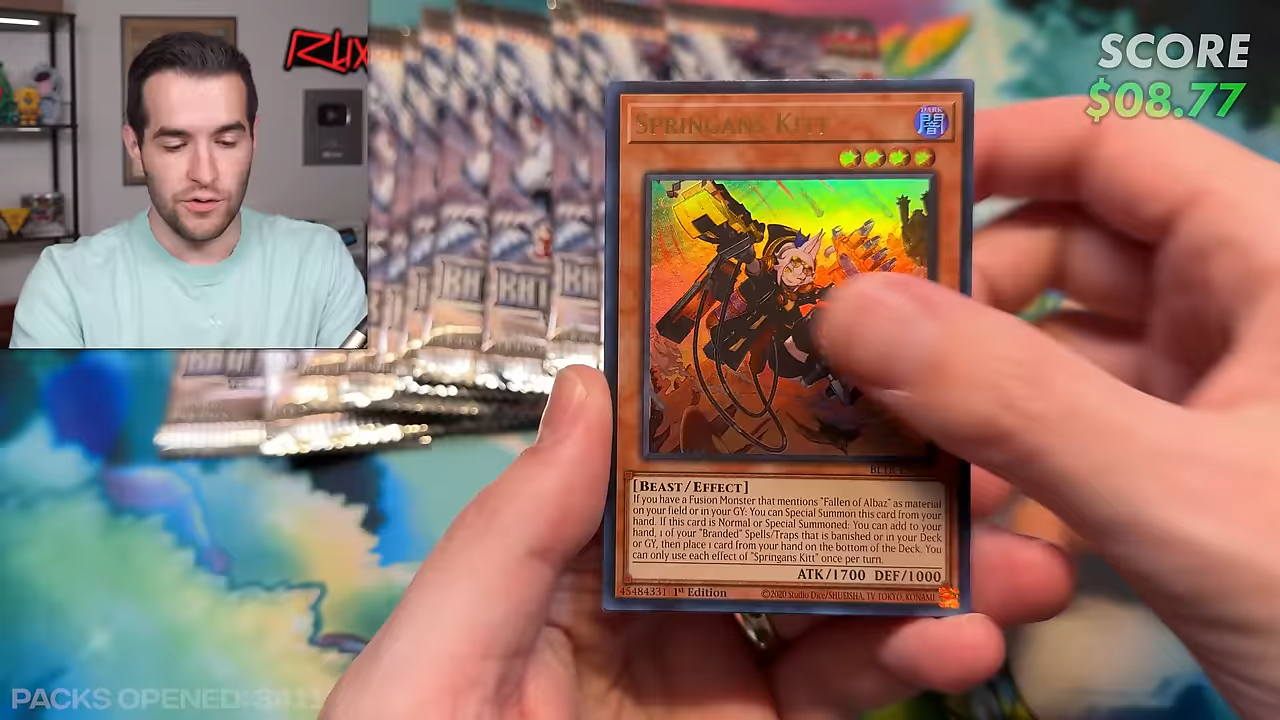 RUX
SCORE
$08.77
SPRINGANS KITT
DARK
闇
[BEAST/EFFECT]
If you have a Fusion Monster that mentions "Fallen of Albaz" as material
on your field or in your GY: You can Special Summon this card from your
hand. If this card is Normal or Special Summoned: You can add to your
hand, 1 of your "Branded" Spells/Traps that is banished or in your Deck
or GY, then place 1 card from your hand on the bottom of the Deck. You
can only use each effect of "Springans Kitt" once per turn.
ATK/1700 DEF/1000
45484331 1st Edition
©2020 Studio Dice/SHUEISHA, TV TOKYO, KONAMI
PACKS OPENED: 3411